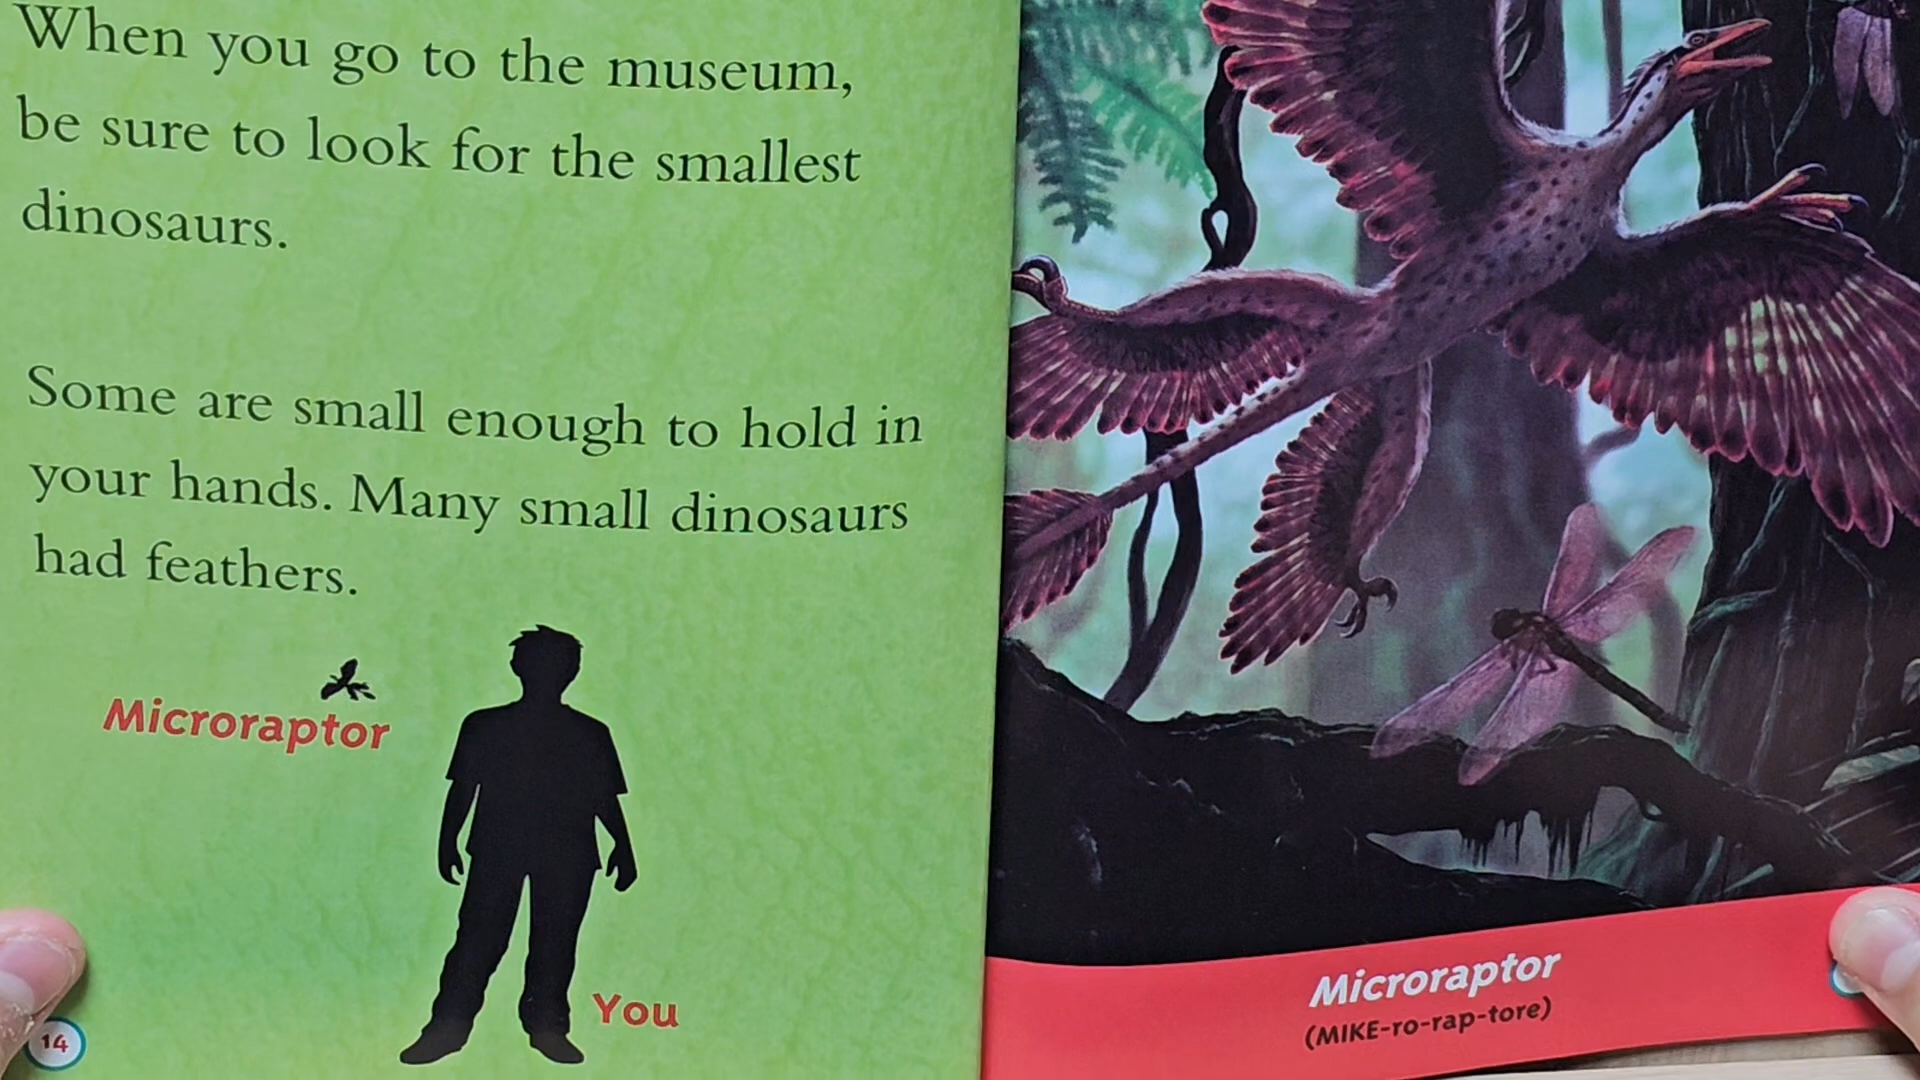 When you go to the museum,
be sure to look for the smallest
dinosaurs.
Some are small enough to hold in
your hands. Many small dinosaurs
had feathers.
Microraptor
You
14
Microraptor
(MIKE-ro-rap-tore)